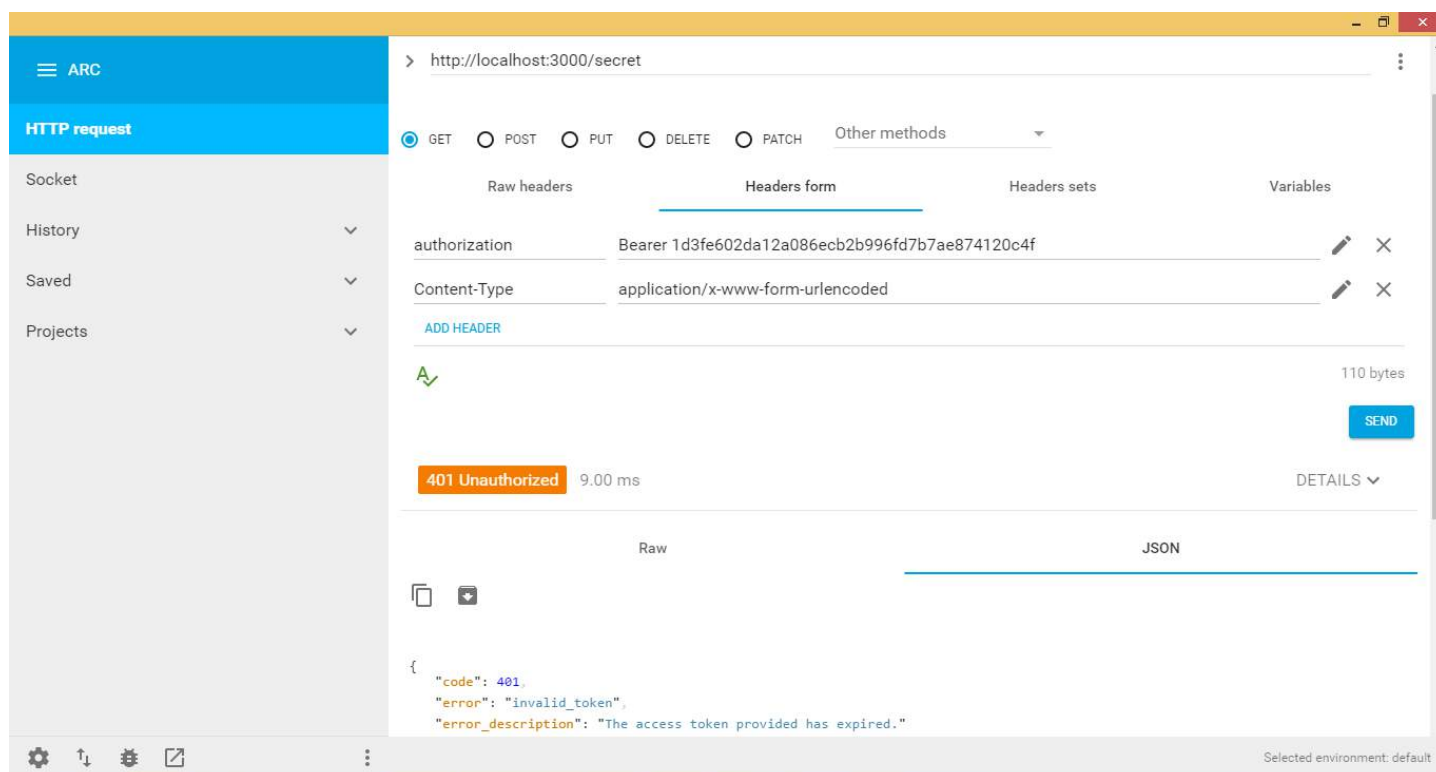 ARC
HTTP request
Socket
History
Saved
Projects
http://localhost:3000/secret
GET POST PUT DELETE PATCH Other methods
Raw headers Headers form Headers sets Variables
authorization Bearer 1d3fe602da12a086ecb2b996fd7b7ae874120c4f
Content-Type application/x-www-form-urlencoded
ADD HEADER
110 bytes
SEND
401 Unauthorized 9.00 ms DETAILS
Raw JSON
{
"code": 401,
"error": "invalid_token",
"error_description": "The access token provided has expired."
Selected environment: default